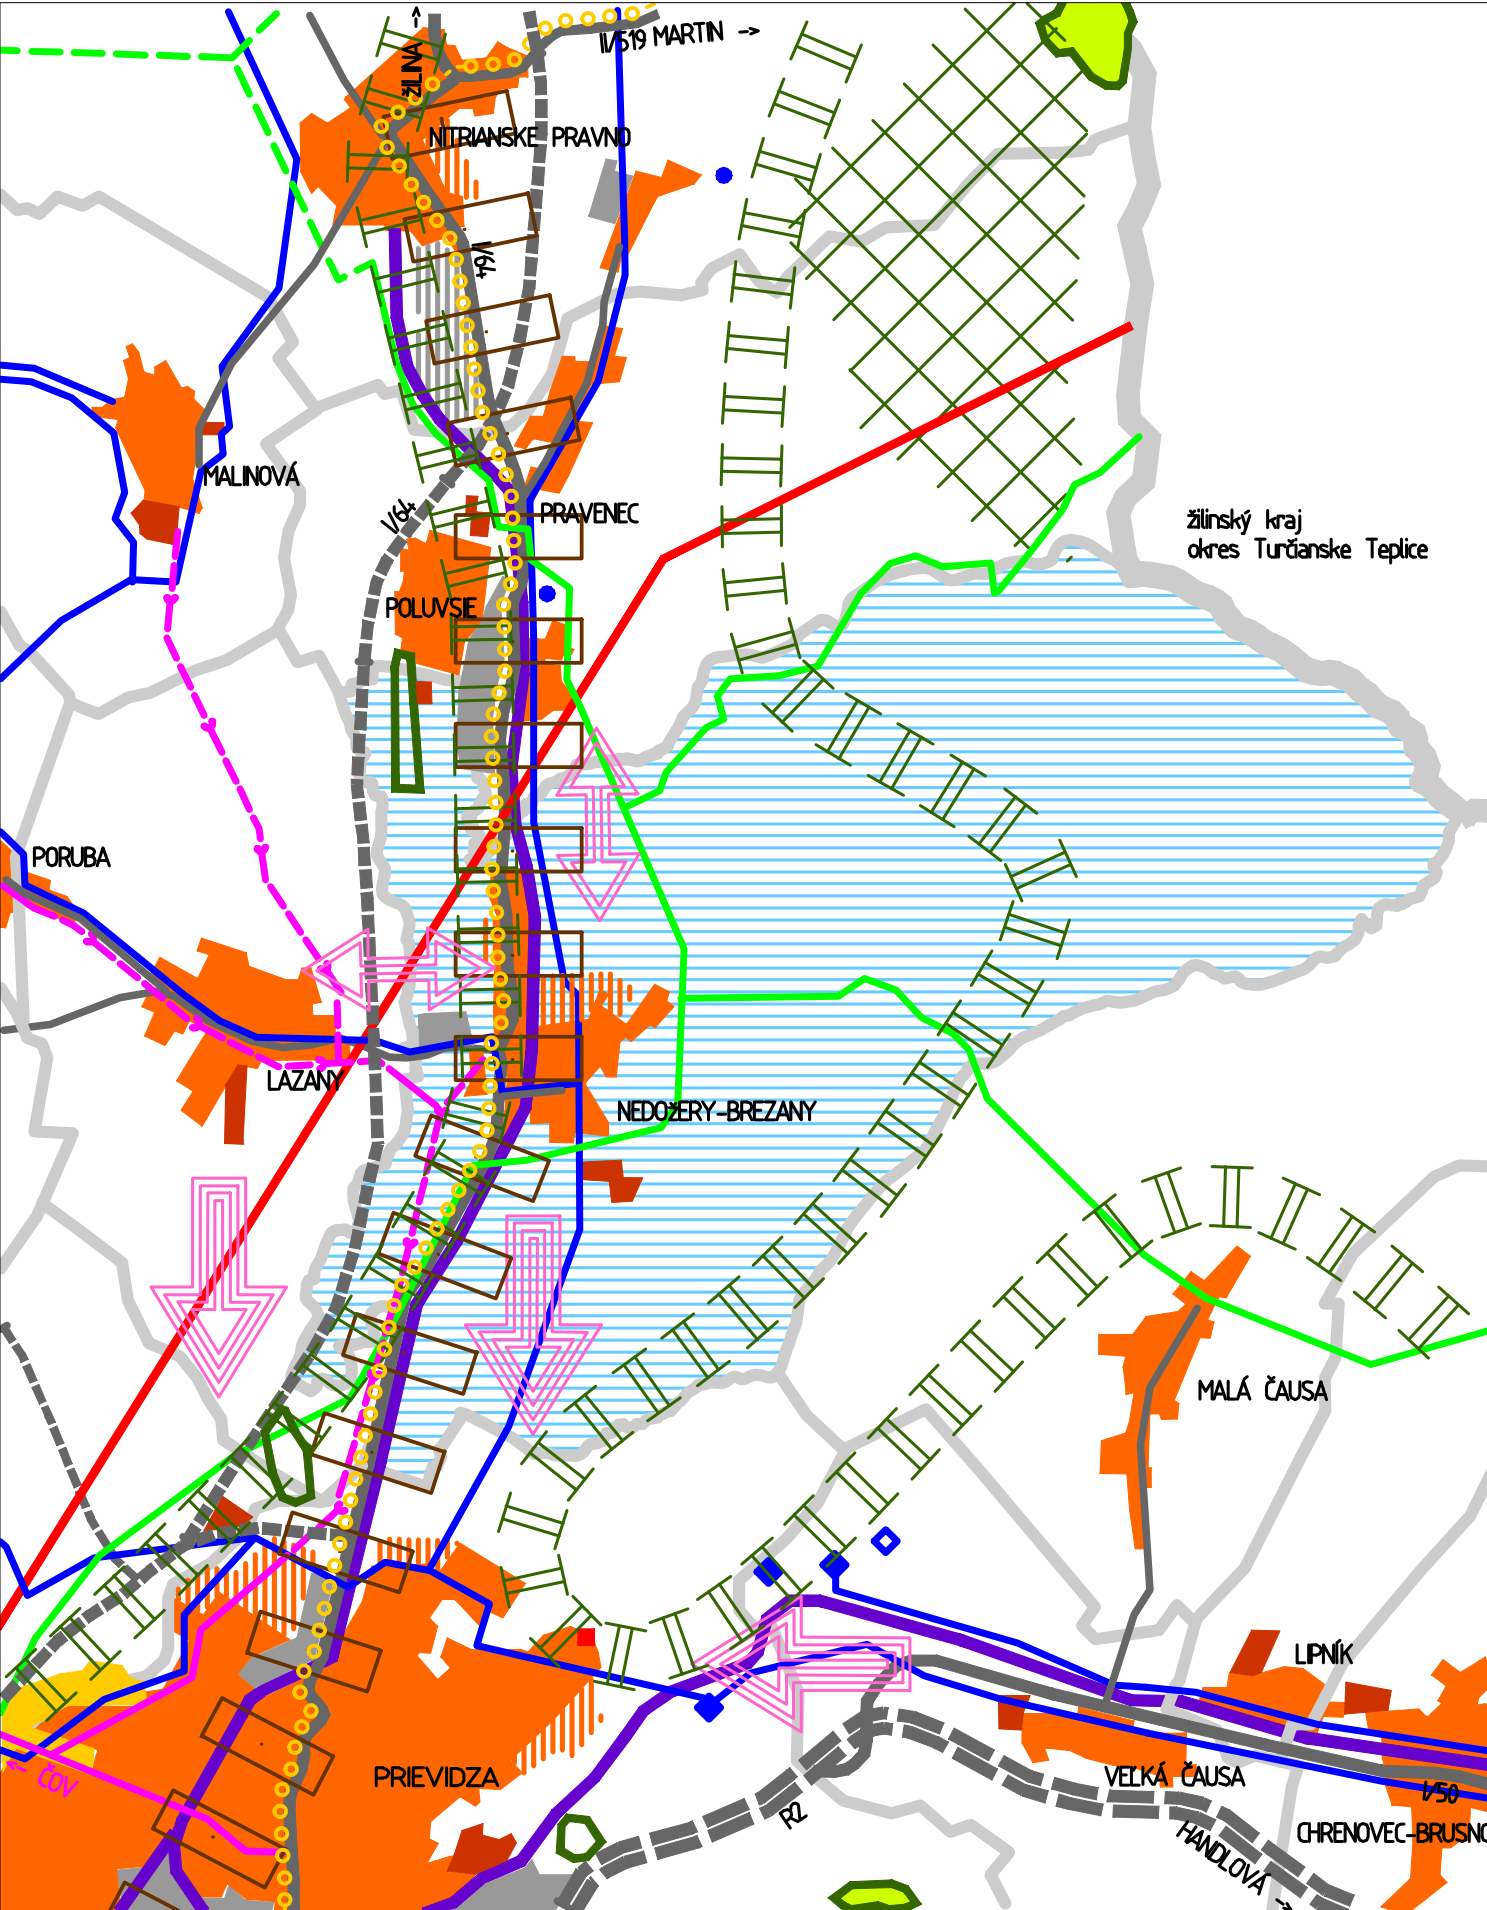 ŽILINA ->
II/519 MARTIN ->
NITRIANSKE PRAVNO
I/64
MALINOVÁ
I/64
PRAVENEC
žilinský kraj
okres Turčianske Teplice
POLUVSIE
PORUBA
LAZANY
NEDOŽERY-BREZANY
MALÁ ČAUSA
LIPNÍK
PRIEVIDZA
VEĽKÁ ČAUSA
<- ČOV
R2
I/50
HANDLOVÁ ->
CHRENOVEC-BRUSNO